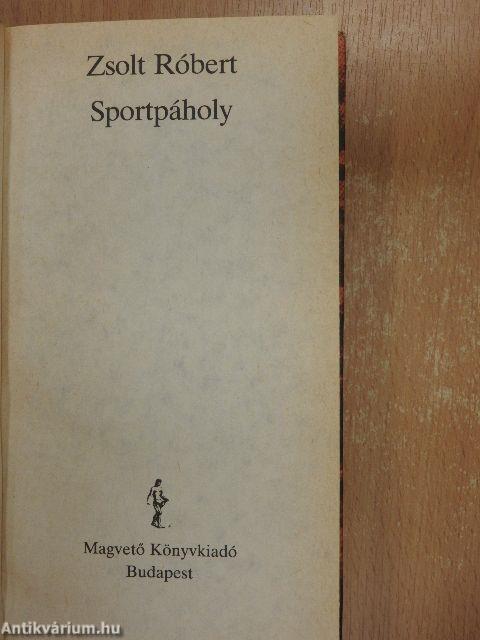 Zsolt Róbert
Sportpáholy
Magvető Könyvkiadó
Budapest
Antikvárium.hu